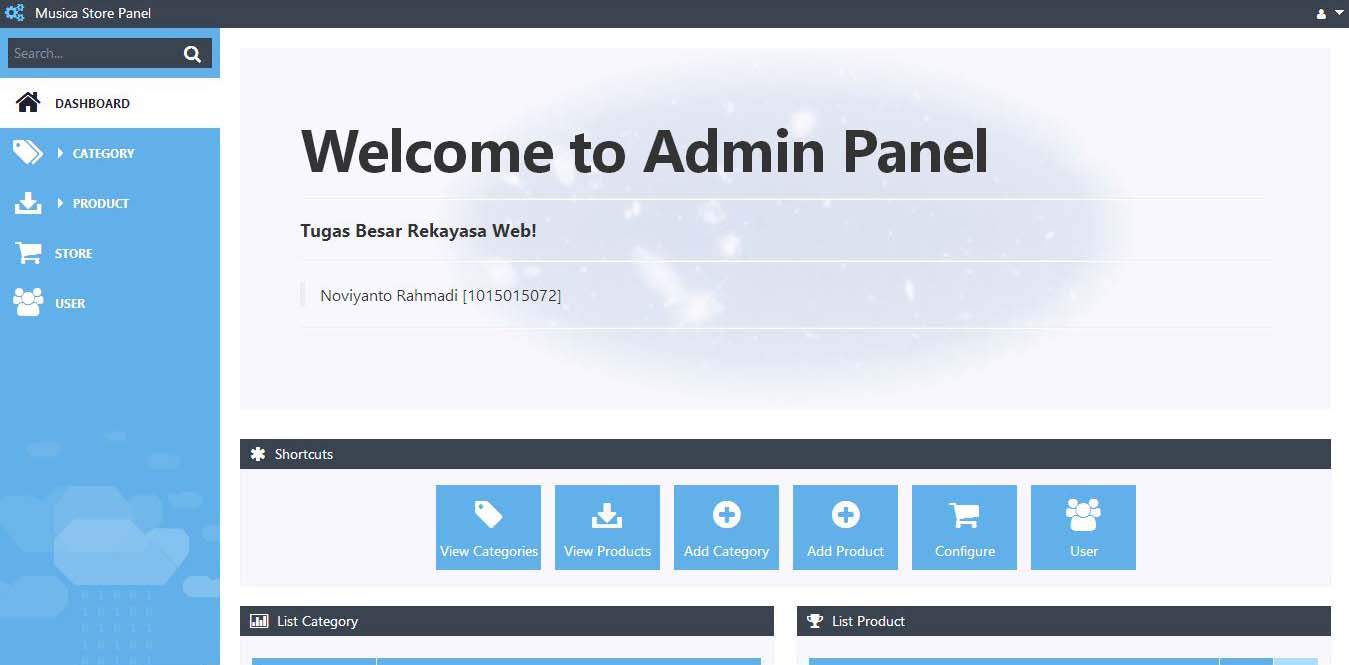 Musica Store Panel
Search...
DASHBOARD
CATEGORY
PRODUCT
STORE
USER
Welcome to Admin Panel
Tugas Besar Rekayasa Web!
Noviyanto Rahmadi [1015015072]
Shortcuts
View Categories
View Products
Add Category
Add Product
Configure
User
List Category
List Product